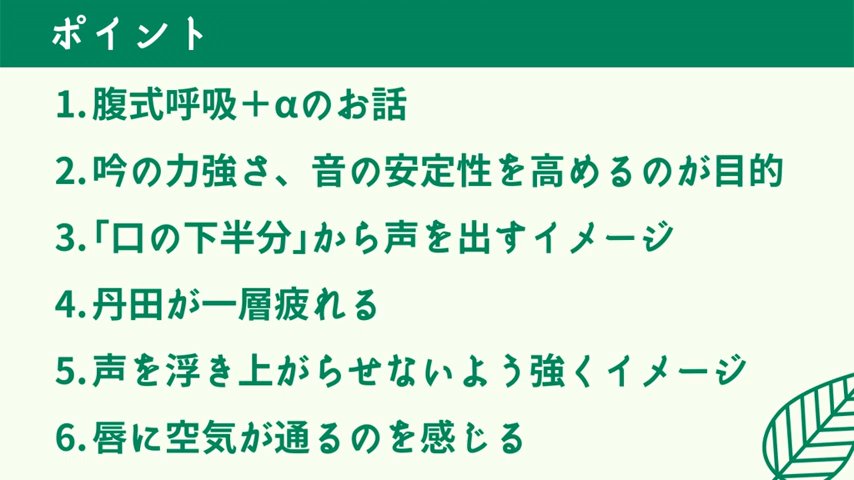 ポイント
1.腹式呼吸＋αのお話
2.吟の力強さ、音の安定性を高めるのが目的
3.｢口の下半分｣から声を出すイメージ
4.丹田が一層疲れる
5.声を浮き上がらせないよう強くイメージ
6.唇に空気が通るのを感じる